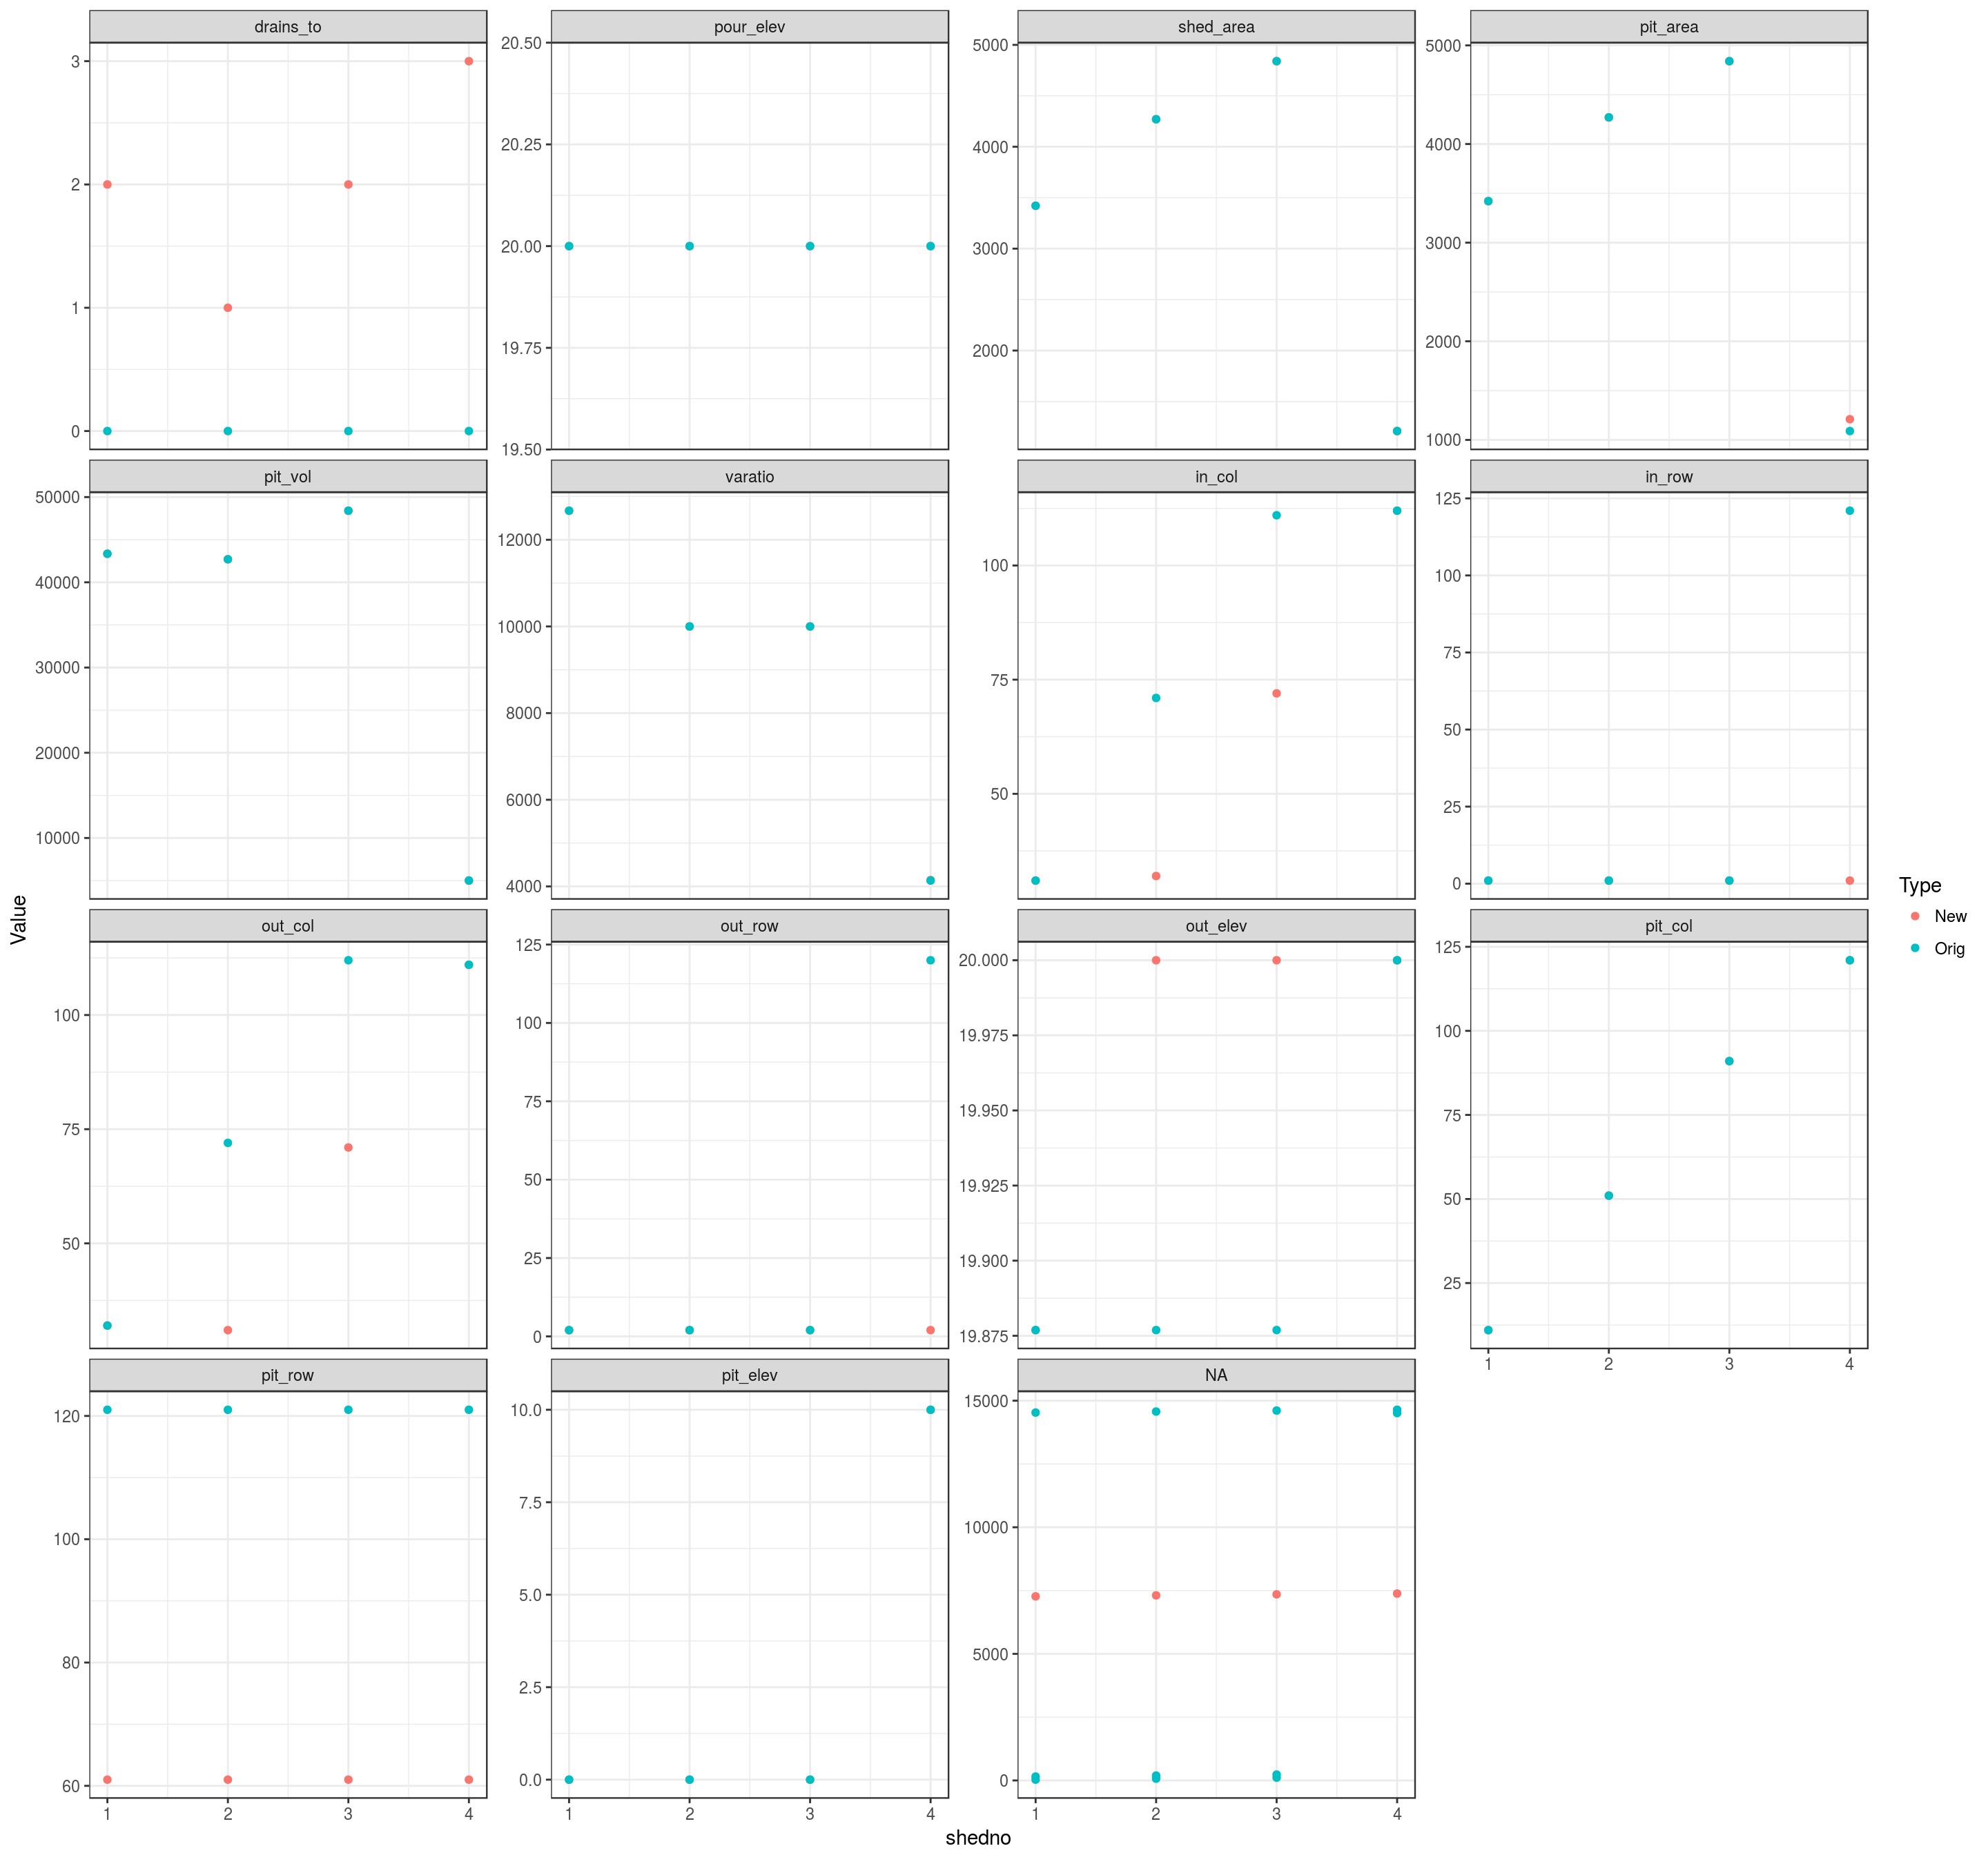 drains_to
pour_elev
shed_area
pit_area
3
2
1
0
20.50
20.25
20.00
19.75
19.50
5000
4000
3000
2000
5000
4000
3000
2000
1000
pit_vol
varatio
in_col
in_row
50000
40000
30000
20000
10000
12000
10000
8000
6000
4000
100
75
50
125
100
75
50
25
0
out_col
out_row
out_elev
pit_col
100
75
50
125
100
75
50
25
0
20.000
19.975
19.950
19.925
19.900
19.875
125
100
75
50
25
1 2 3 4
pit_row
pit_elev
NA
120
100
80
60
10.0
7.5
5.0
2.5
0.0
15000
10000
5000
0
1 2 3 4
1 2 3 4
1 2 3 4
shedno
Value
Type
New
Orig